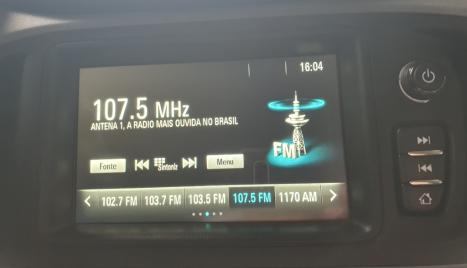 16:04
107.5 MHz
ANTENA 1, A RADIO MAIS OUVIDA NO BRASIL
FM
Fonte Sintoniz Menu
102.7 FM 103.7 FM 103.5 FM 107.5 FM 1170 AM